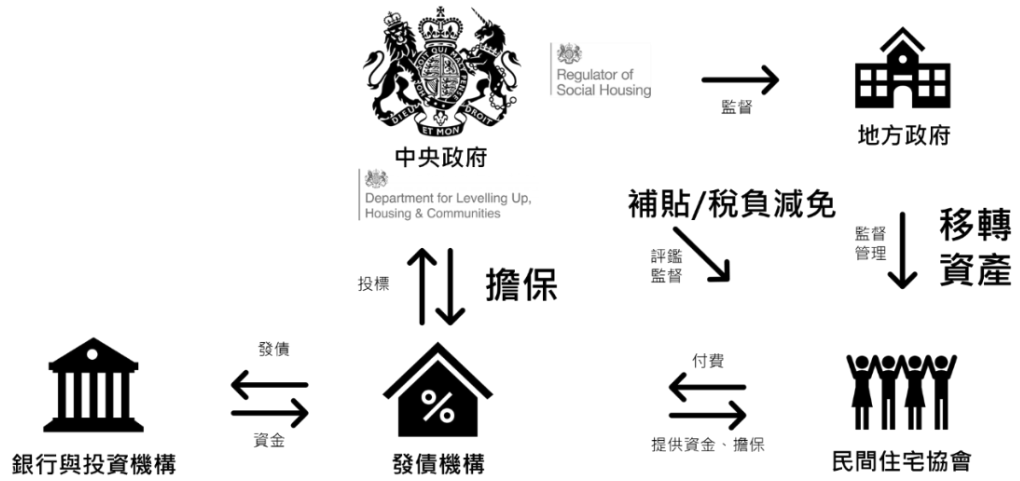 QUI MAL
DIEU
DROIT
ET MON
中央政府
Regulator of
Social Housing
監督
地方政府
Department for Levelling Up,
Housing & Communities
補貼/稅負減免
評鑑
監督
監督
管理
移轉
資產
投標
擔保
發債
資金
付費
提供資金、擔保
銀行與投資機構
%
發債機構
民間住宅協會